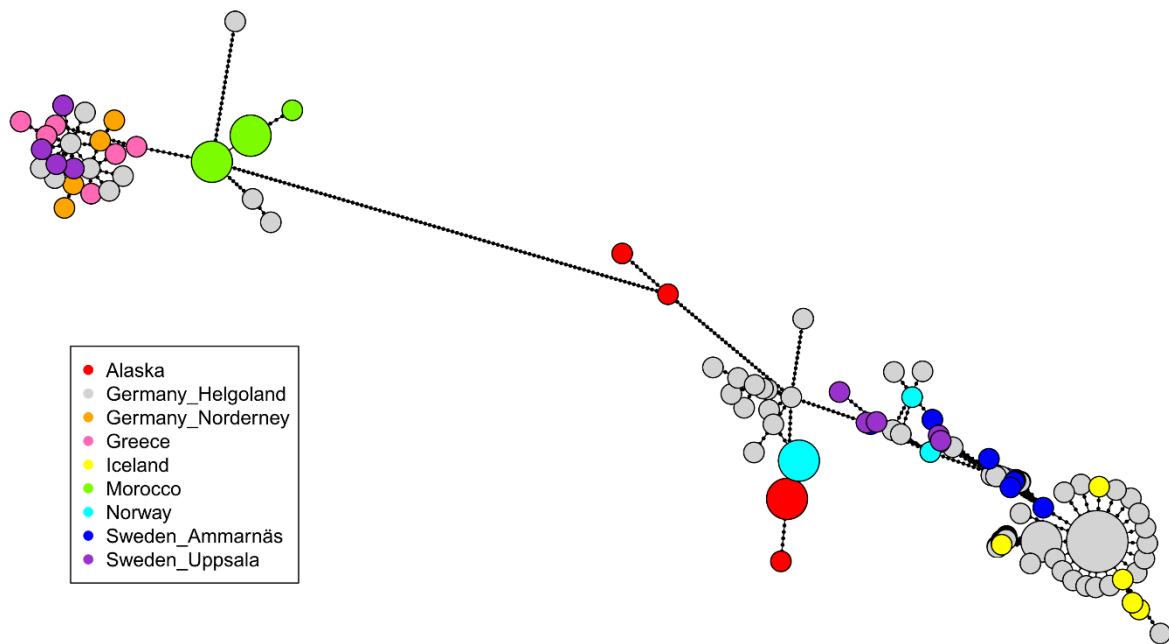 Alaska
Germany_Helgoland
Germany_Norderney
Greece
Iceland
Morocco
Norway
Sweden_Ammarnäs
Sweden_Uppsala